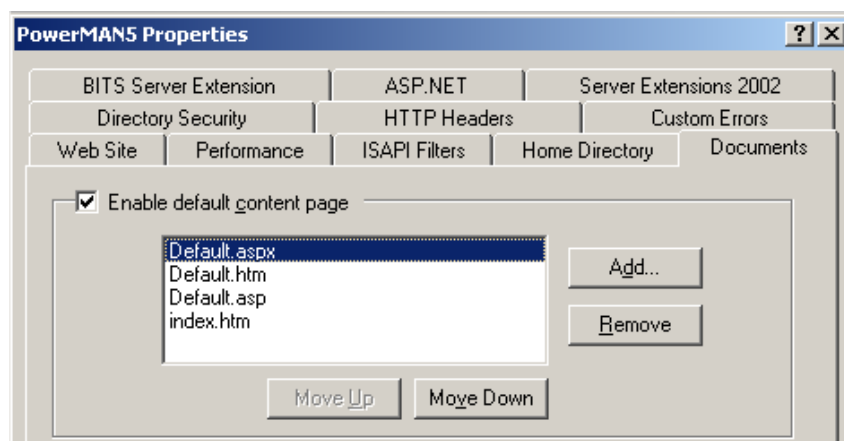 PowerMAN5 Properties
? X
BITS Server Extension ASP.NET Server Extensions 2002
Directory Security HTTP Headers Custom Errors
Web Site Performance ISAPI Filters Home Directory Documents
Enable default content page
Default.aspx
Default.htm
Default.asp
index.htm
Add...
Remove
Move Up Move Down